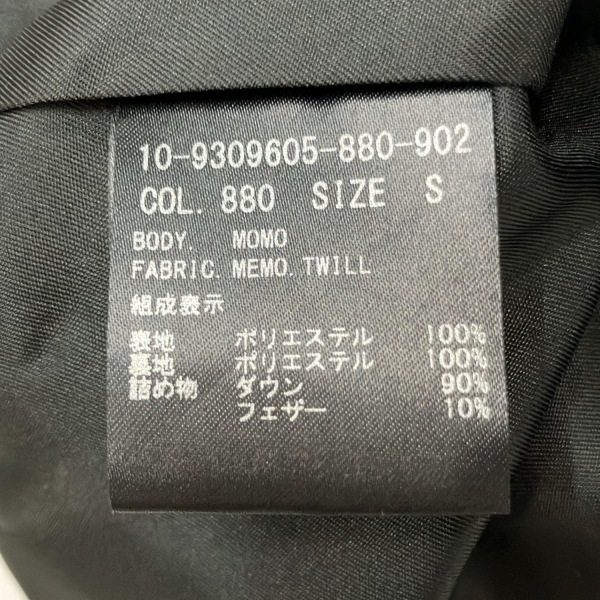 10-9309605-880-902
COL. 880 SIZE S
BODY. MOMO
FABRIC. MEMO. TWILL
組成表示
表地 ポリエステル 100%
裏地 ポリエステル 100%
詰め物 ダウン 90%
フェザー 10%